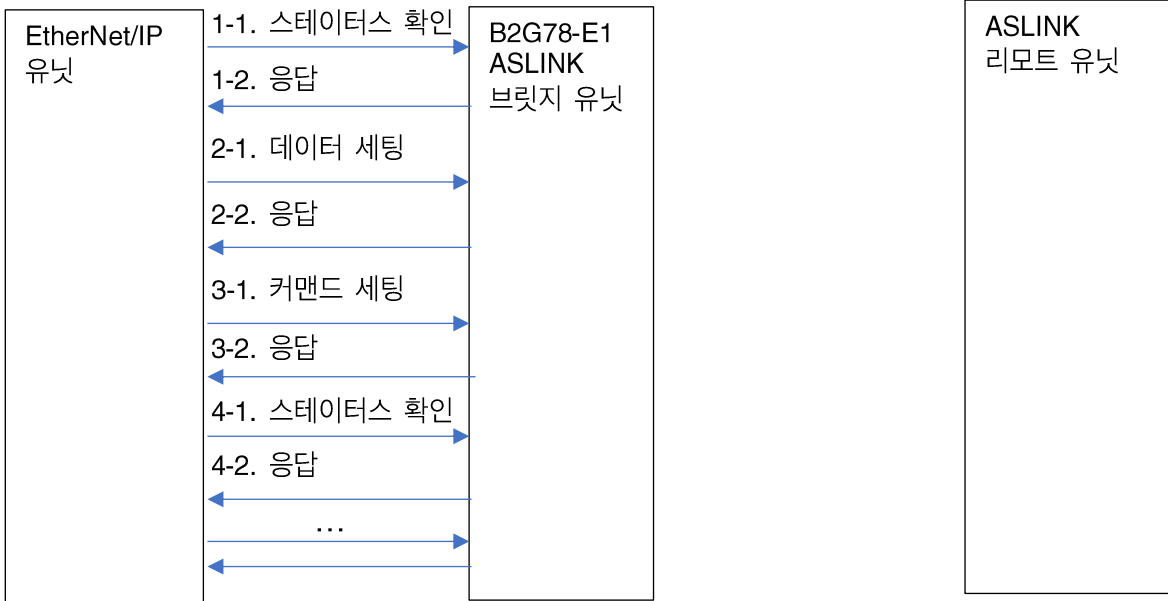 EtherNet/IP
유닛
1-1. 스테이터스 확인
1-2. 응답
2-1. 데이터 세팅
2-2. 응답
3-1. 커맨드 세팅
3-2. 응답
4-1. 스테이터스 확인
4-2. 응답
...
B2G78-E1
ASLINK
브릿지 유닛
ASLINK
리모트 유닛